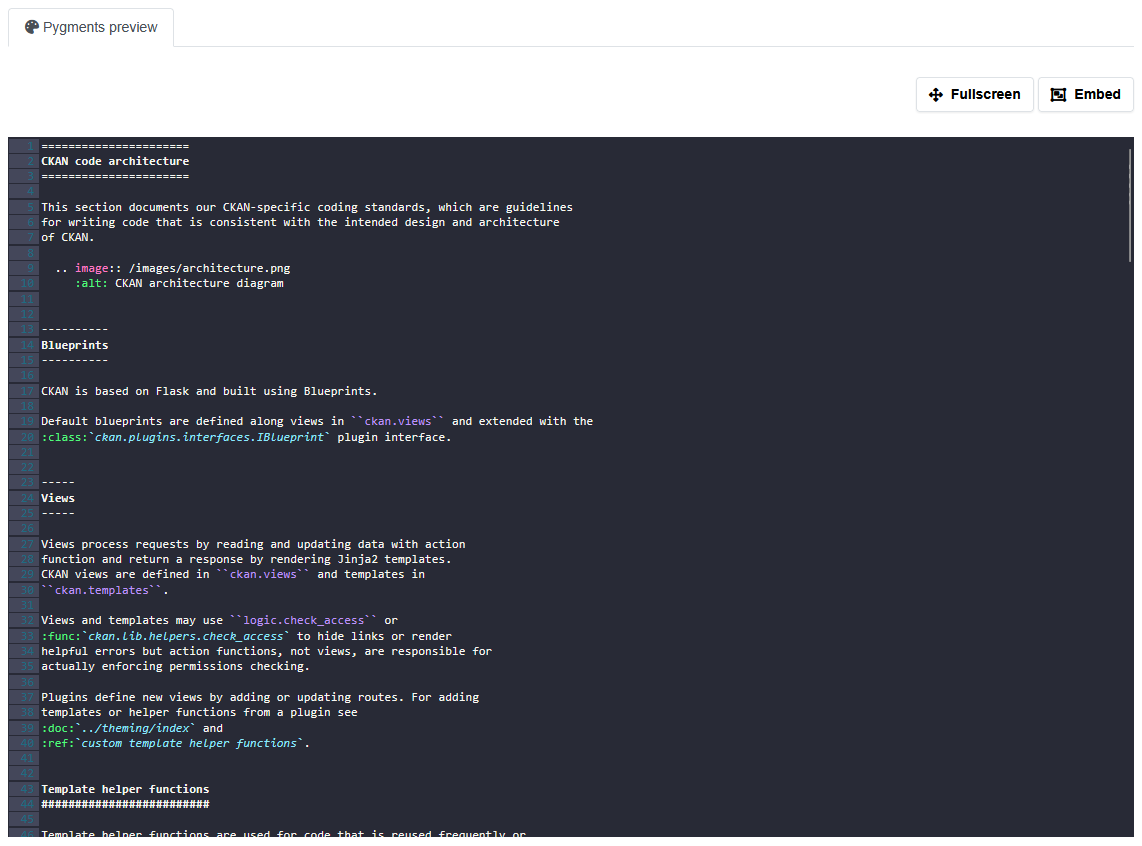 Pygments preview
Fullscreen
Embed
1 ======================
2 CKAN code architecture
3 ======================
4
5 This section documents our CKAN-specific coding standards, which are guidelines
6 for writing code that is consistent with the intended design and architecture
7 of CKAN.
8
9   .. image:: /images/architecture.png
10      :alt: CKAN architecture diagram
11
12
13 ----------
14 Blueprints
15 ----------
16
17 CKAN is based on Flask and built using Blueprints.
18
19 Default blueprints are defined along views in ``ckan.views`` and extended with the
20 :class:`ckan.plugins.interfaces.IBlueprint` plugin interface.
21
22
23 -----
24 Views
25 -----
26
27 Views process requests by reading and updating data with action
28 function and return a response by rendering Jinja2 templates.
29 CKAN views are defined in ``ckan.views`` and templates in
30 ``ckan.templates``.
31
32 Views and templates may use ``logic.check_access`` or
33 :func:`ckan.lib.helpers.check_access` to hide links or render
34 helpful errors but action functions, not views, are responsible for
35 actually enforcing permissions checking.
36
37 Plugins define new views by adding or updating routes. For adding
38 templates or helper functions from a plugin see
39 :doc:`../theming/index` and
40 :ref:`custom template helper functions`.
41
42
43 Template helper functions
44 #########################
45
46 Template helper functions are used for code that is reused frequently or